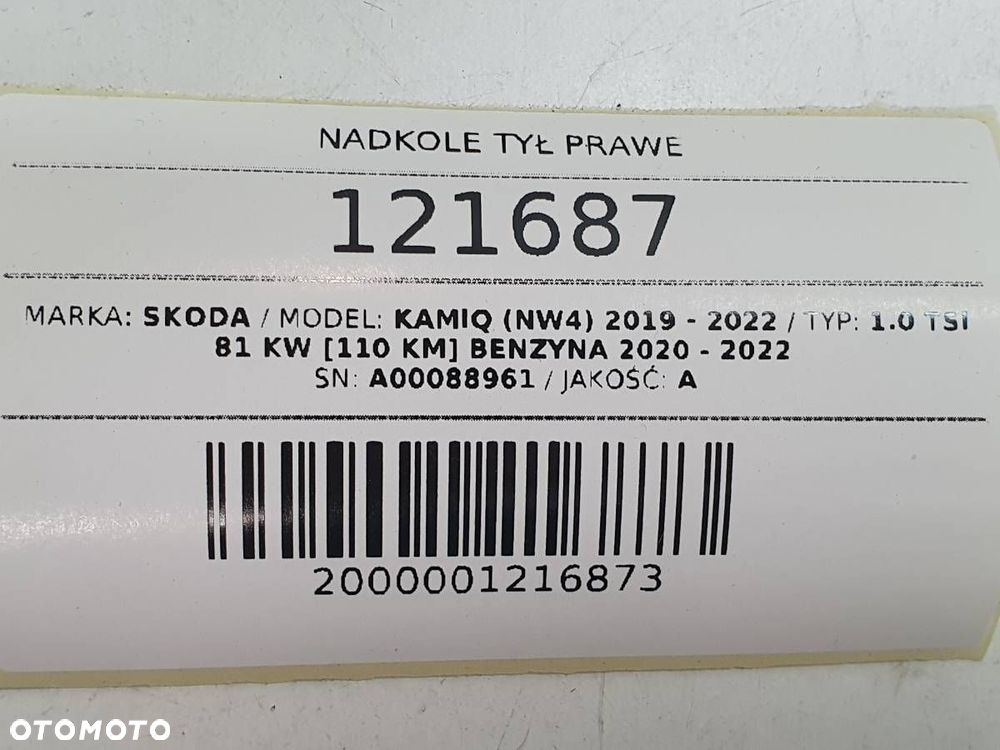 NADKOLE TYŁ PRAWE
121687
MARKA: SKODA / MODEL: KAMIQ (NW4) 2019 - 2022 / TYP: 1.0 TSI
81 KW [110 KM] BENZYNA 2020 - 2022
SN: A00088961 / JAKOŚĆ: A
2000001216873
OTOMOTO